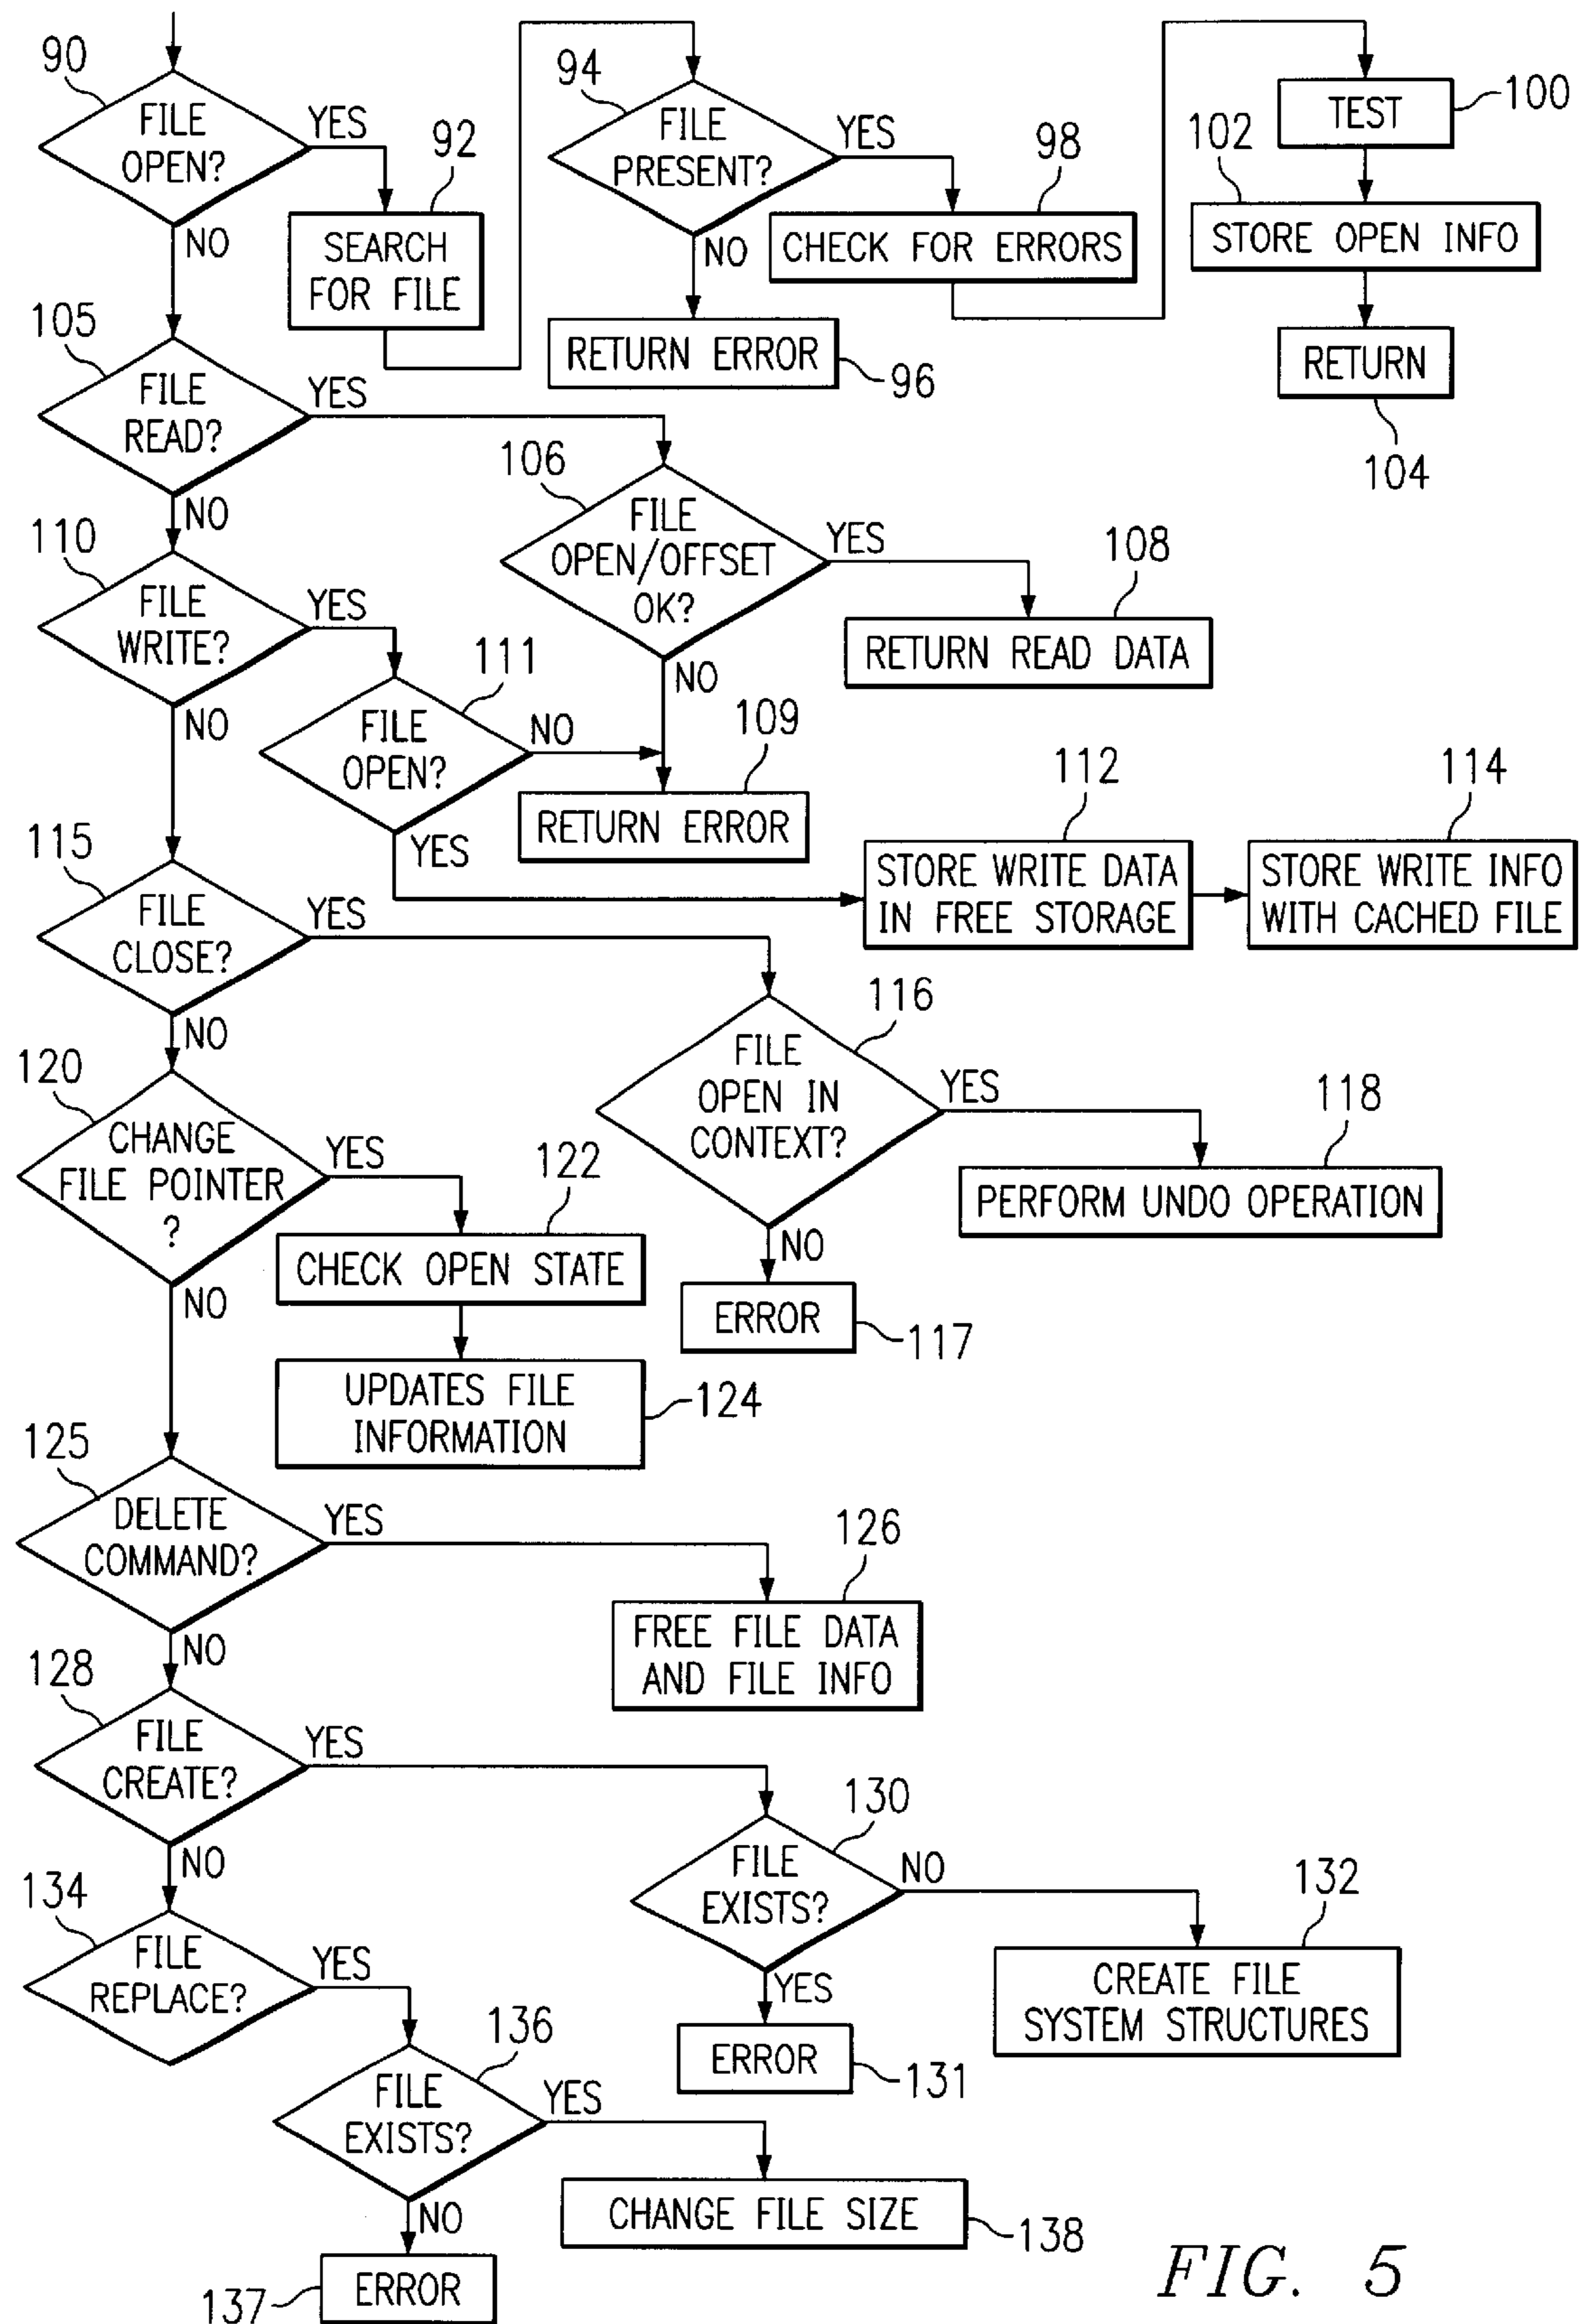 90
FILE
OPEN?
YES
NO
92
SEARCH
FOR FILE
94
FILE
PRESENT?
YES
NO
RETURN ERROR
96
98
CHECK FOR ERRORS
TEST
100
102
STORE OPEN INFO
RETURN
104
105
FILE
READ?
YES
NO
106
FILE
OPEN/OFFSET
OK?
YES
NO
108
RETURN READ DATA
110
FILE
WRITE?
YES
NO
111
FILE
OPEN?
NO
YES
109
RETURN ERROR
112
STORE WRITE DATA
IN FREE STORAGE
114
STORE WRITE INFO
WITH CACHED FILE
115
FILE
CLOSE?
YES
NO
116
FILE
OPEN IN
CONTEXT?
YES
NO
118
PERFORM UNDO OPERATION
ERROR
117
120
CHANGE
FILE POINTER
?
YES
NO
122
CHECK OPEN STATE
UPDATES FILE
INFORMATION
124
125
DELETE
COMMAND?
YES
NO
126
FREE FILE DATA
AND FILE INFO
128
FILE
CREATE?
YES
NO
130
FILE
EXISTS?
NO
YES
132
CREATE FILE
SYSTEM STRUCTURES
ERROR
131
134
FILE
REPLACE?
YES
136
FILE
EXISTS?
YES
NO
CHANGE FILE SIZE
138
ERROR
137
FIG. 5